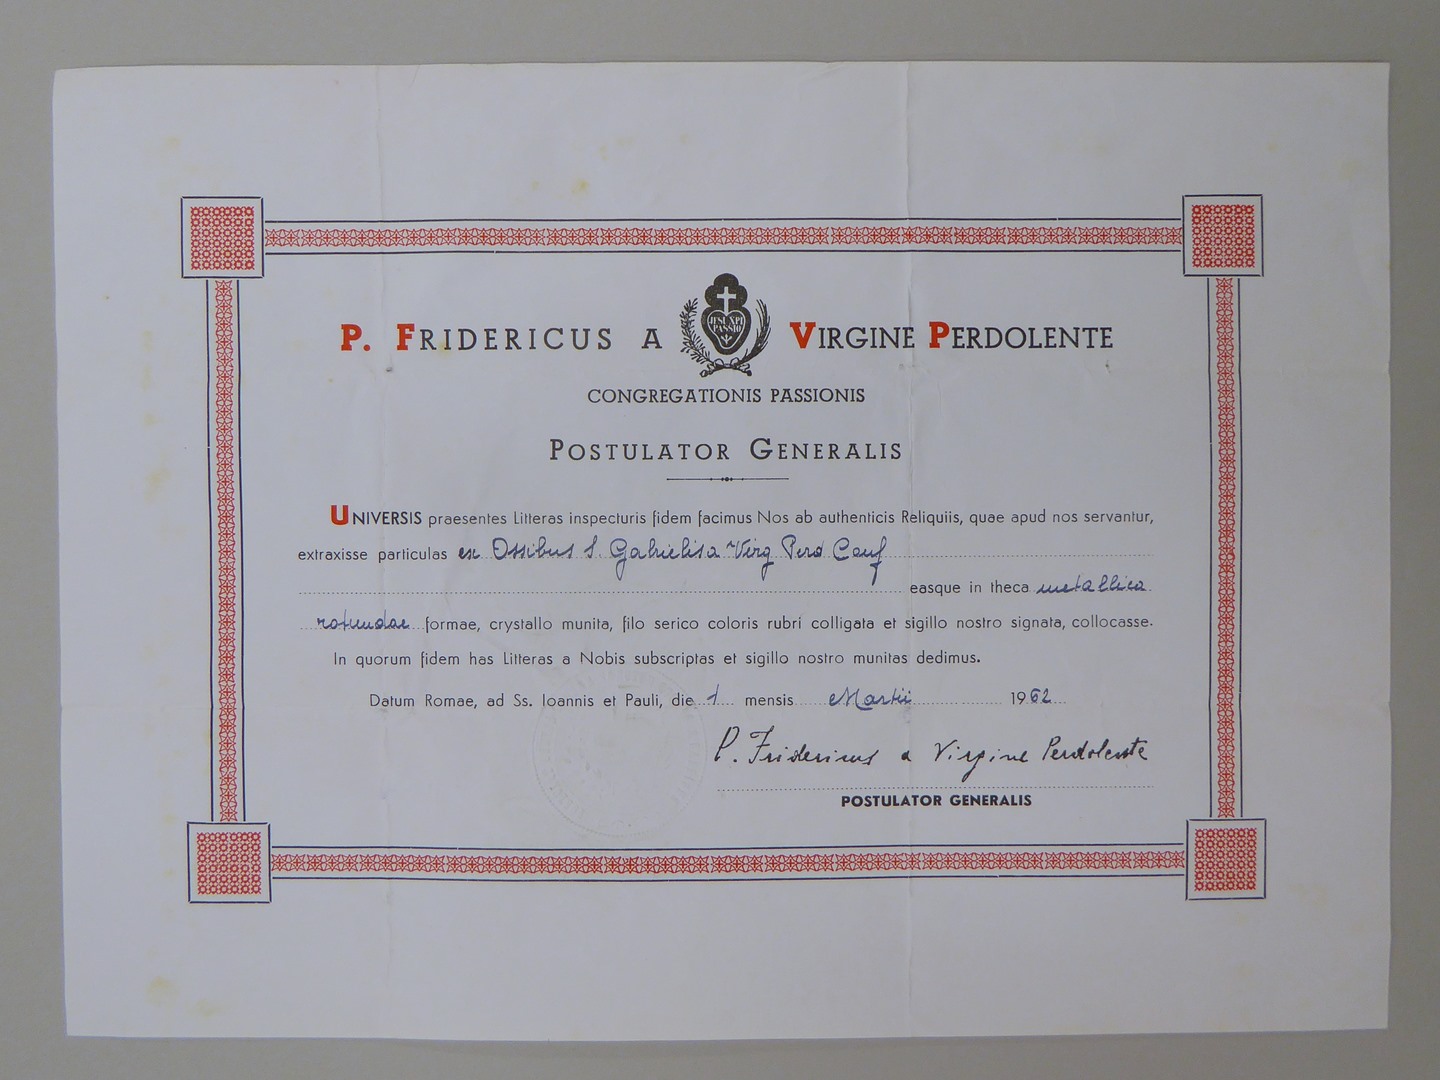 P. FRIDERICUS A VIRGINE PERDOLENTE
JESU XPI
PASSIO
CONGREGATIONIS PASSIONIS
POSTULATOR GENERALIS
UNIVERSIS praesentes Litteras inspecturis fidem facimus Nos ab authenticis Reliquiis, quae apud nos servantur,
extraxisse particulas ex Ossibus S. Gabrielis a Virg Perd Conf
easque in theca metallica
rotundae formae, crystallo munita, filo serico coloris rubri colligata et sigillo nostro signata, collocasse.
In quorum fidem has Litteras a Nobis subscriptas et sigillo nostro munitas dedimus.
Datum Romae, ad Ss. Ioannis et Pauli, die 1 mensis Martii 1962
P. Fridericus a Virgine Perdolente
POSTULATOR GENERALIS